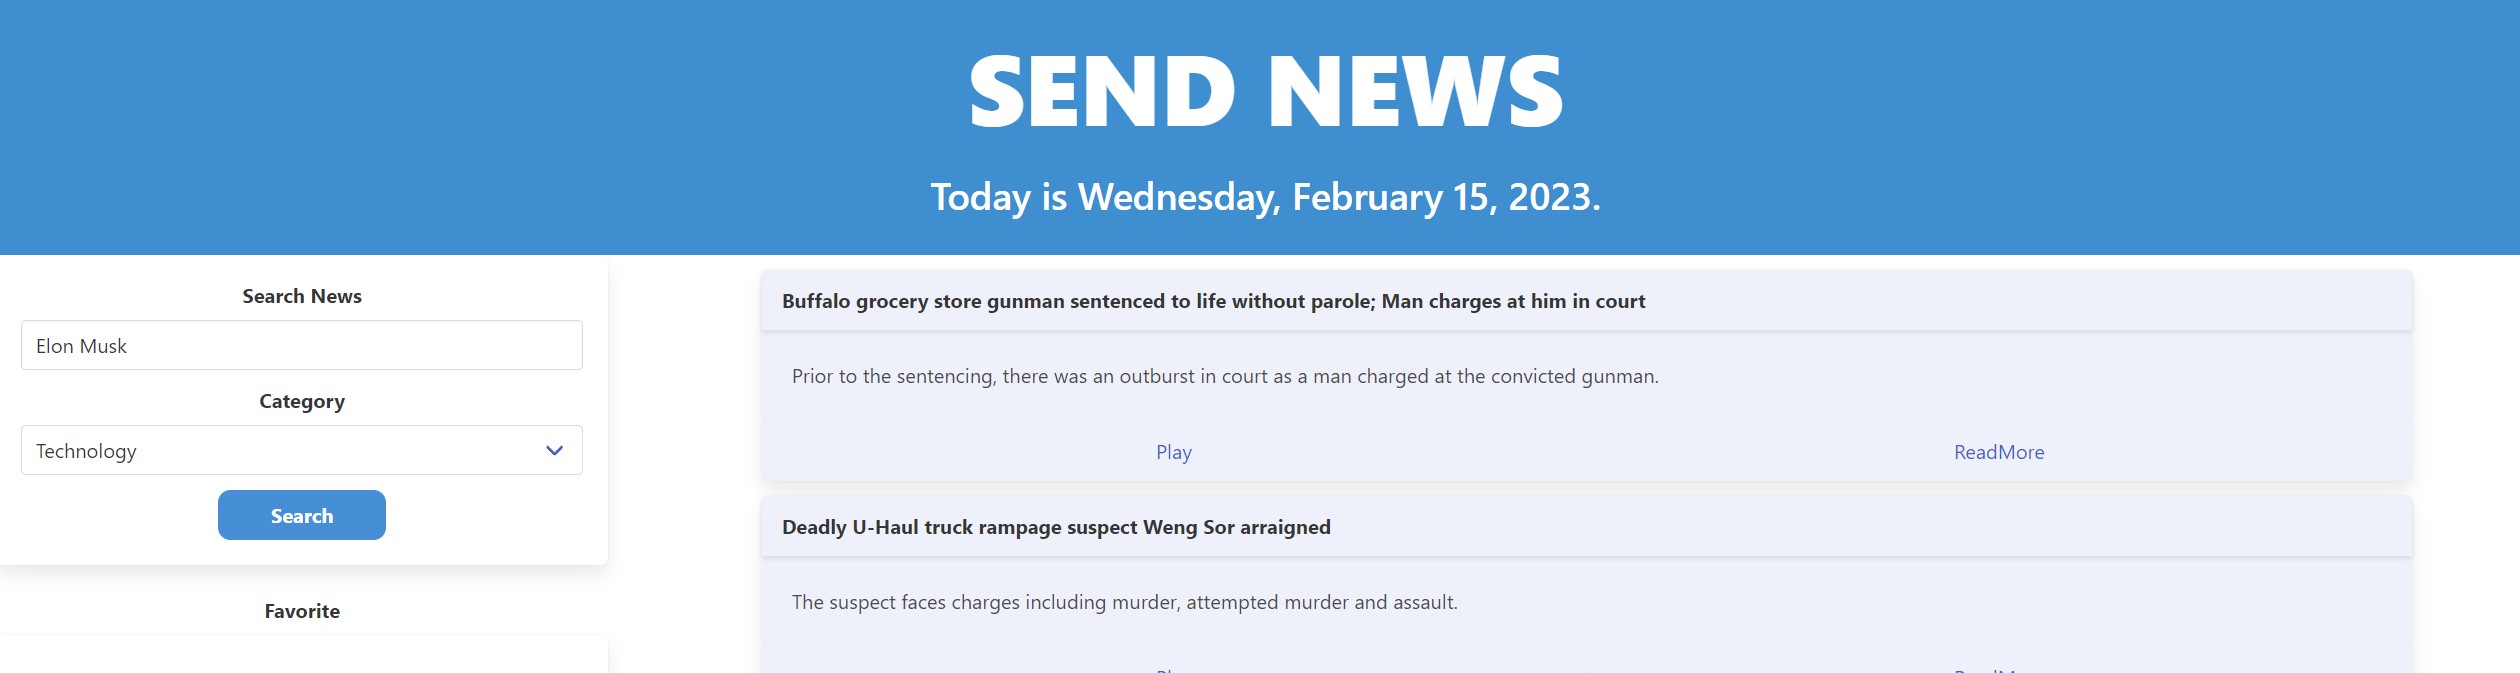 SEND NEWS
Today is Wednesday, February 15, 2023.
Search News
Elon Musk
Category
Technology
Search
Favorite
Buffalo grocery store gunman sentenced to life without parole; Man charges at him in court
Prior to the sentencing, there was an outburst in court as a man charged at the convicted gunman.
Play
ReadMore
Deadly U-Haul truck rampage suspect Weng Sor arraigned
The suspect faces charges including murder, attempted murder and assault.